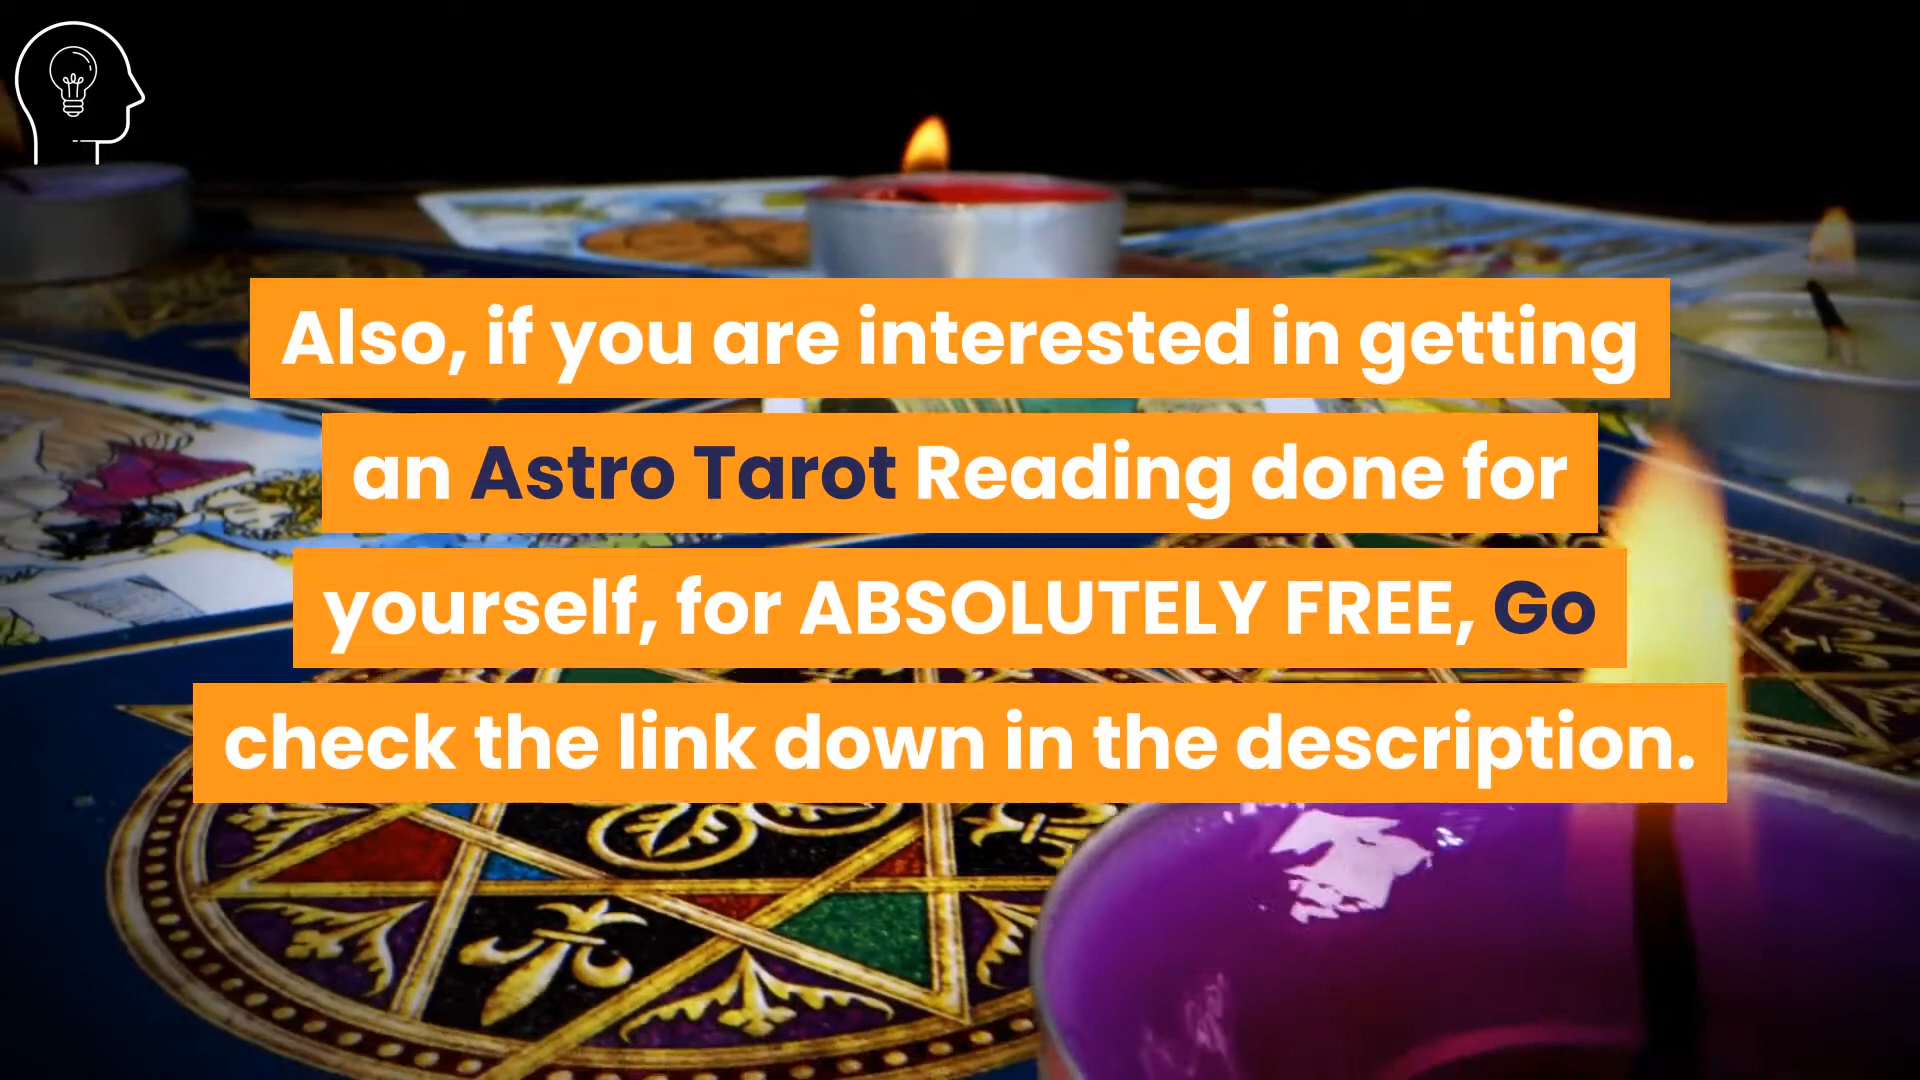 Also, if you are interested in getting
an Astro Tarot Reading done for
yourself, for ABSOLUTELY FREE, Go
check the link down in the description.